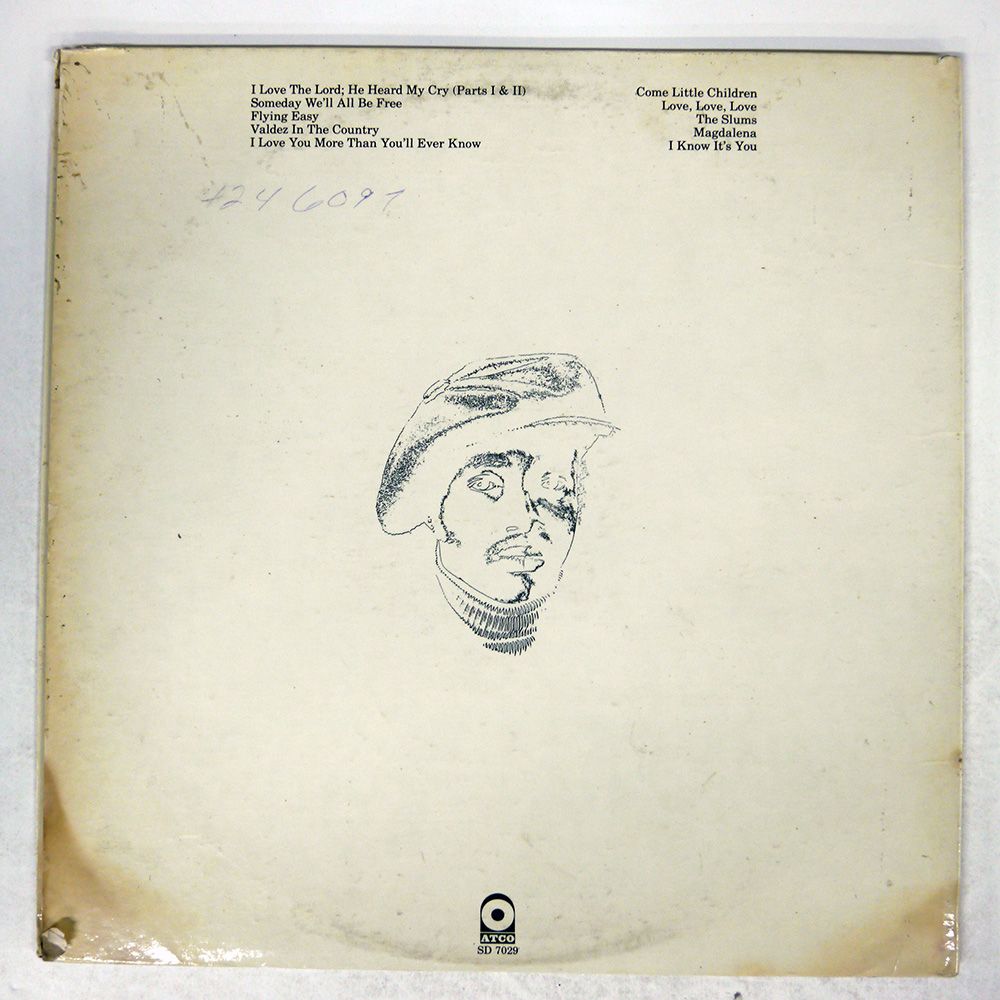 I Love The Lord; He Heard My Cry (Parts I & II)
Someday We'll All Be Free
Flying Easy
Valdez In The Country
I Love You More Than You'll Ever Know
Come Little Children
Love, Love, Love
The Slums
Magdalena
I Know It's You
ATCO
SD 7029